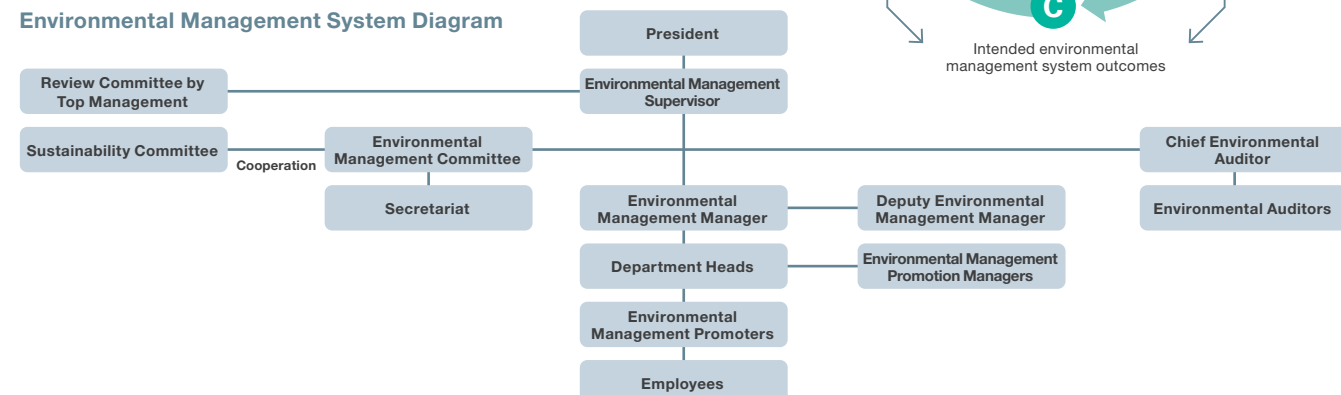 Environmental Management System Diagram
C
Intended environmental
management system outcomes
President
Review Committee by
Top Management
Environmental Management
Supervisor
Sustainability Committee
Cooperation
Environmental
Management Committee
Chief Environmental
Auditor
Secretariat
Environmental
Management Manager
Deputy Environmental
Management Manager
Environmental Auditors
Department Heads
Environmental Management
Promotion Managers
Environmental
Management Promoters
Employees